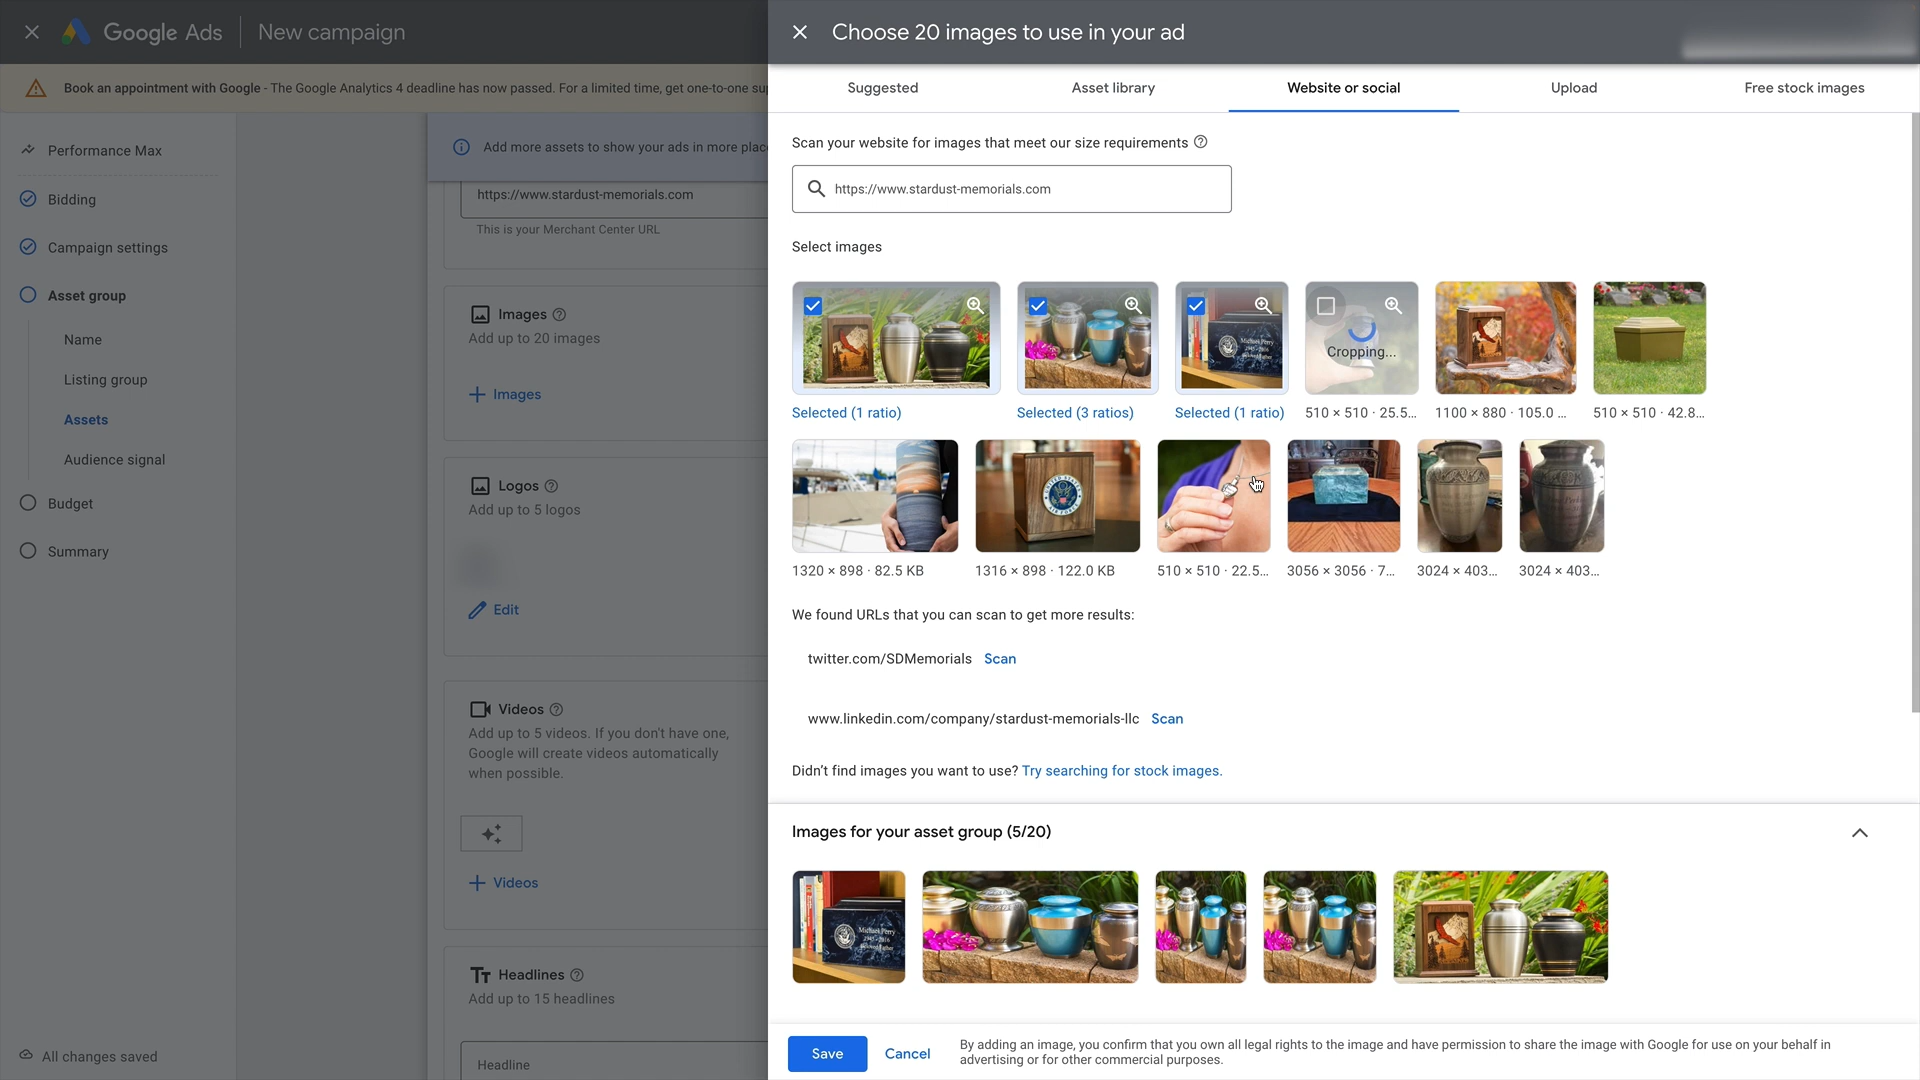 Google Ads
New campaign
Choose 20 images to use in your ad
Book an appointment with Google - The Google Analytics 4 deadline has now passed. For a limited time, get one-to-one su
Suggested
Asset library
Website or social
Upload
Free stock images
Performance Max
Bidding
Campaign settings
Asset group
Name
Listing group
Assets
Audience signal
Budget
Summary
All changes saved
Add more assets to show your ads in more plac
https://www.stardust-memorials.com
This is your Merchant Center URL
Images
Add up to 20 images
Images
Logos
Add up to 5 logos
Edit
Videos
Add up to 5 videos. If you don't have one,
Google will create videos automatically
when possible.
Videos
Headlines
Add up to 15 headlines
Headline
Scan your website for images that meet our size requirements
https://www.stardust-memorials.com
Select images
Michael Perry
Cropping...
Selected (1 ratio)
Selected (3 ratios)
Selected (1 ratio)
510 × 510 · 25.5...
1100 × 880 · 105.0 ...
510 × 510 · 42.8...
1320 × 898 · 82.5 KB
1316 × 898 · 122.0 KB
510 × 510 · 22.5...
3056 × 3056 · 7...
3024 × 403...
3024 × 403...
We found URLs that you can scan to get more results:
twitter.com/SDMemorials Scan
www.linkedin.com/company/stardust-memorials-llc Scan
Didn't find images you want to use? Try searching for stock images.
Images for your asset group (5/20)
Michael Perry
Save
Cancel
By adding an image, you confirm that you own all legal rights to the image and have permission to share the image with Google for use on your behalf in
advertising or for other commercial purposes.